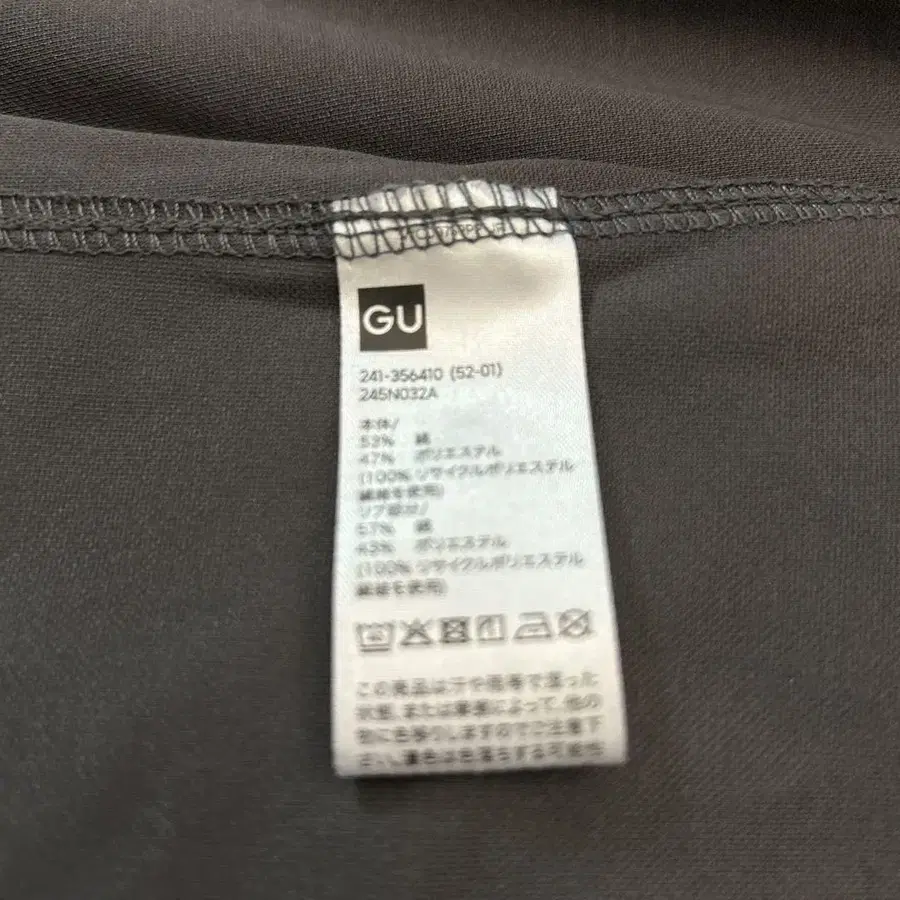 GU
241-356410 (52-01)
245N032A
本体/
53% 綿
47% ポリエステル
(100% リサイクルポリエステル
繊維を使用)
リブ部分/
57% 綿
43% ポリエステル
(100% リサイクルポリエステル
繊維を使用)
この商品は汗や雨等で湿った
状態、または摩擦によって、他の
物に色移りしますのでご注意下
さい。濃色は色落ちする可能性